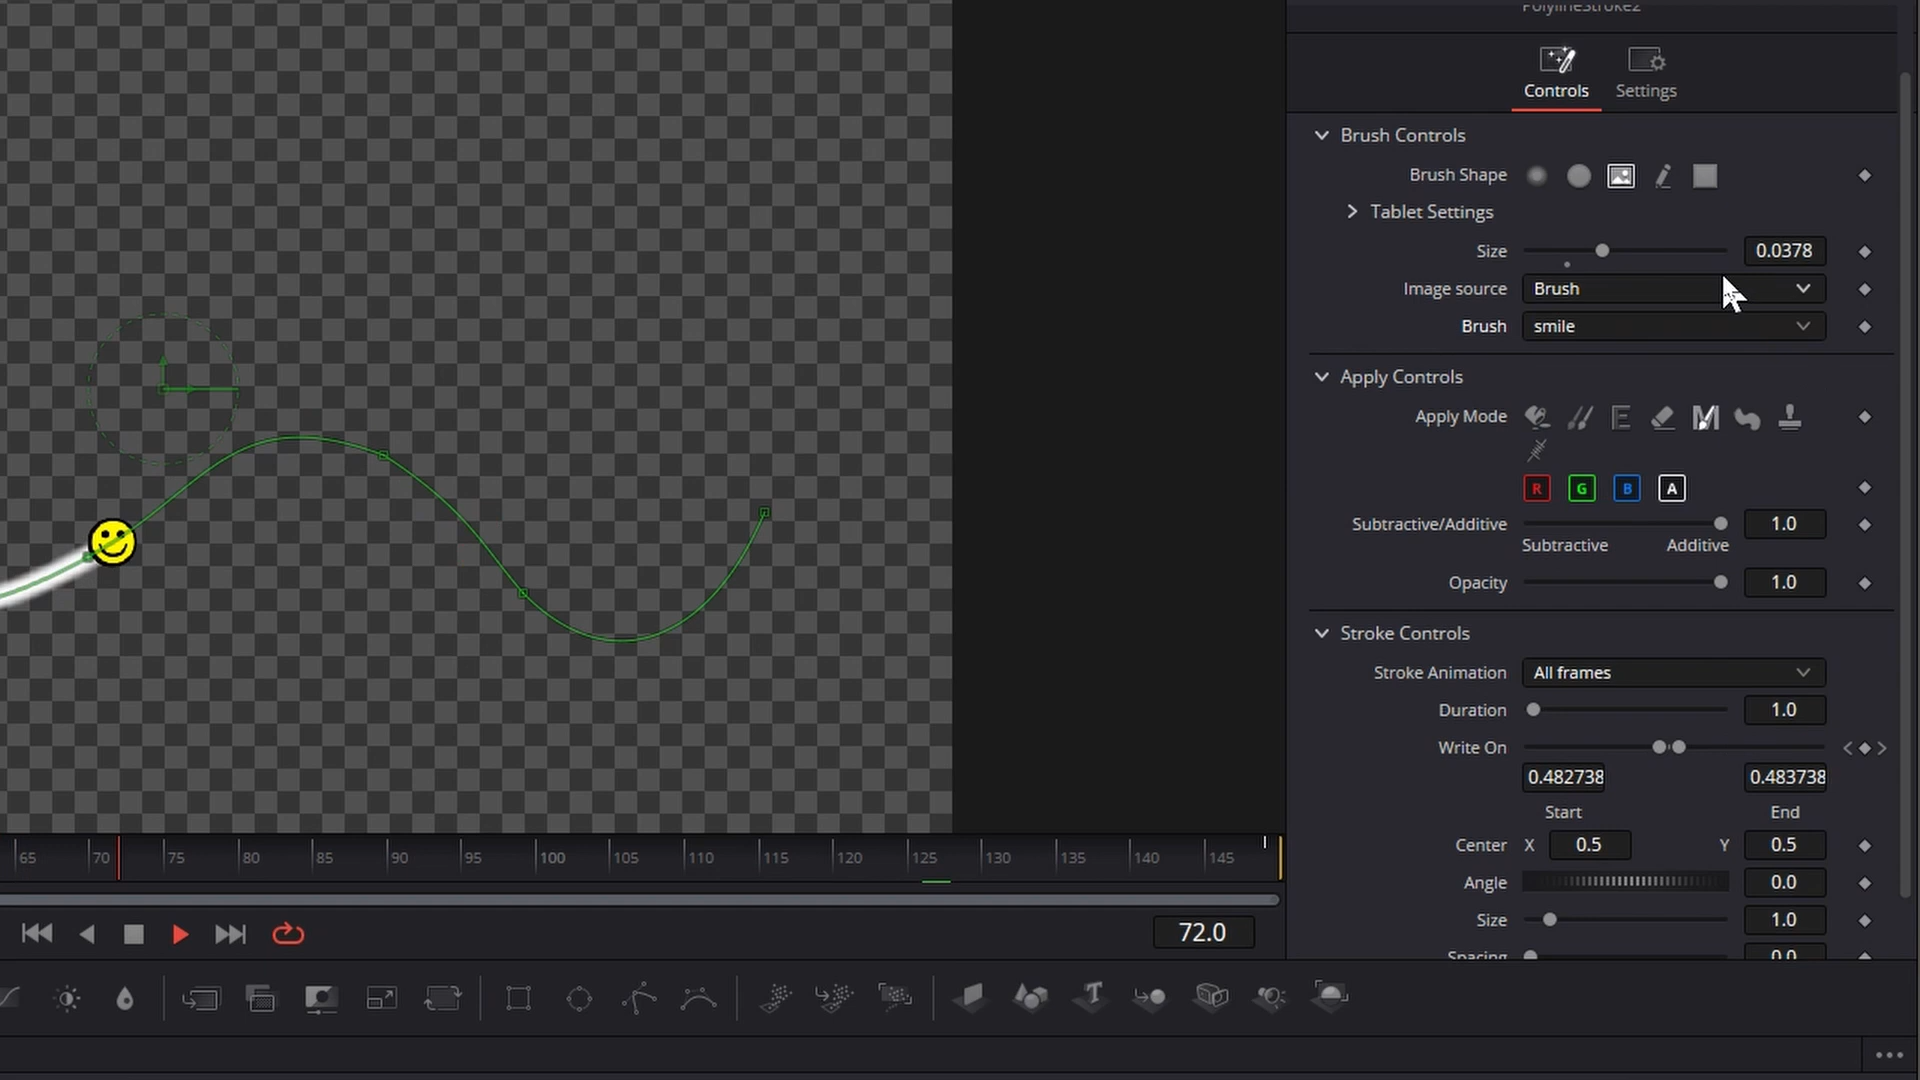 PolylineStroke2
Controls
Settings
Brush Controls
Brush Shape
Tablet Settings
Size
0.0378
Image source
Brush
Brush
smile
Apply Controls
Apply Mode
R G B A
Subtractive/Additive
1.0
Subtractive
Additive
Opacity
1.0
Stroke Controls
Stroke Animation
All frames
Duration
1.0
Write On
0.482738
0.483738
Start
End
Center X 0.5 Y 0.5
Angle
0.0
Size
1.0
Spacing
0.0
65 70 75 80 85 90 95 100 105 110 115 120 125 130 135 140 145
72.0